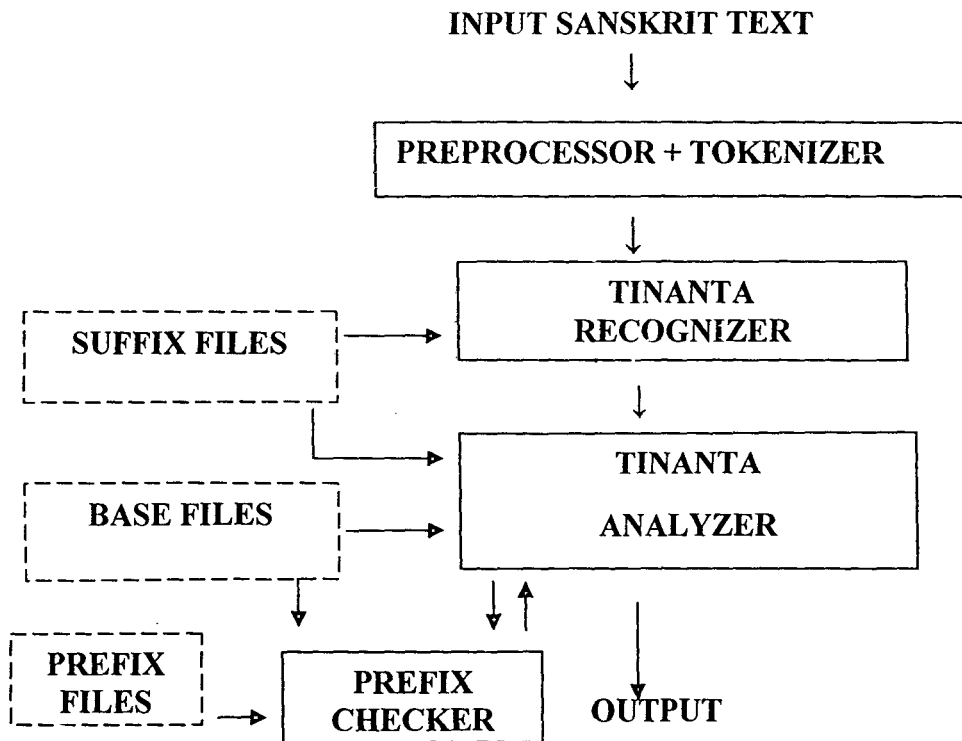 INPUT SANSKRIT TEXT
PREPROCESSOR + TOKENIZER
TINANTA
RECOGNIZER
SUFFIX FILES
TINANTA
ANALYZER
BASE FILES
PREFIX
FILES
PREFIX
CHECKER
OUTPUT